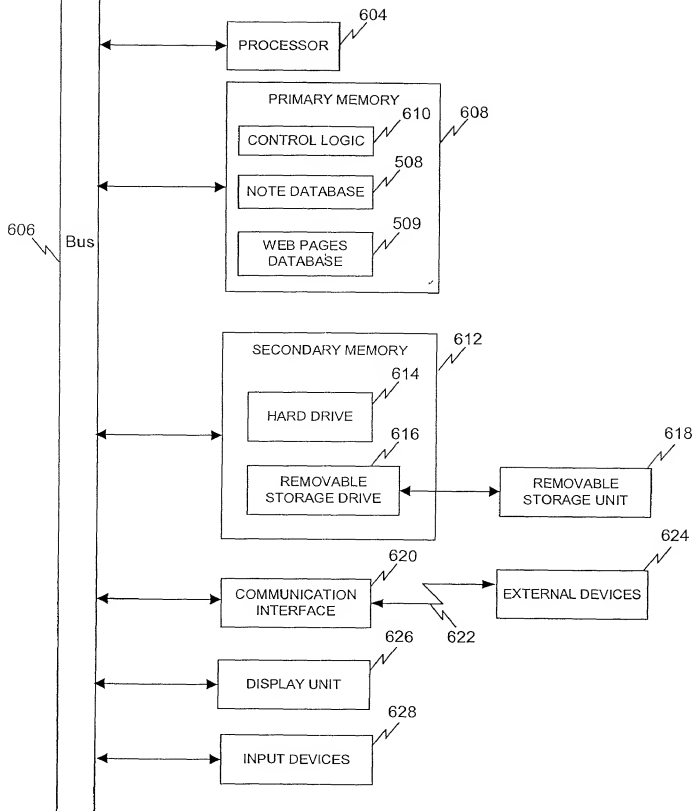 604
PROCESSOR
PRIMARY MEMORY
610
608
CONTROL LOGIC
508
NOTE DATABASE
509
606
Bus
WEB PAGES
DATABASE
612
SECONDARY MEMORY
614
HARD DRIVE
616
618
REMOVABLE
STORAGE DRIVE
REMOVABLE
STORAGE UNIT
624
620
COMMUNICATION
INTERFACE
EXTERNAL DEVICES
622
626
DISPLAY UNIT
628
INPUT DEVICES